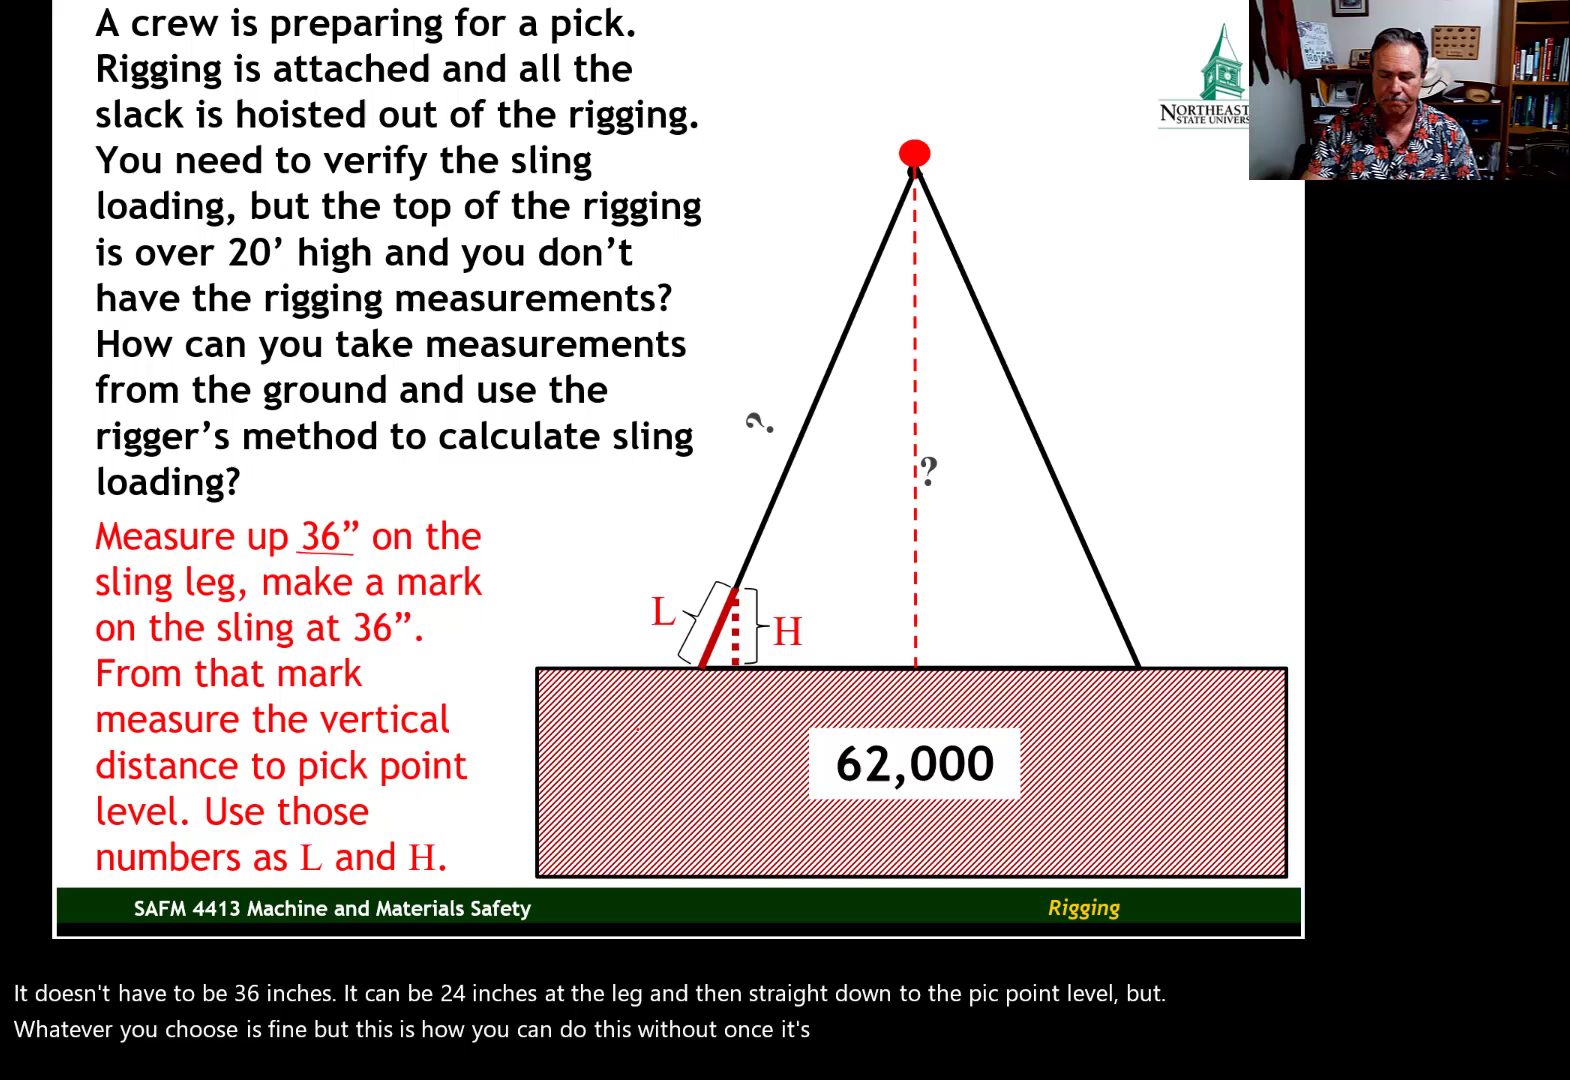 A crew is preparing for a pick.
Rigging is attached and all the
slack is hoisted out of the rigging.
You need to verify the sling
loading, but the top of the rigging
is over 20’ high and you don’t
have the rigging measurements?
How can you take measurements
from the ground and use the
rigger’s method to calculate sling
loading?
Measure up 36” on the
sling leg, make a mark
on the sling at 36”.
From that mark
measure the vertical
distance to pick point
level. Use those
numbers as L and H.
NORTHEAST
STATE UNIVERS
?
?
L
H
62,000
SAFM 4413 Machine and Materials Safety
Rigging
It doesn't have to be 36 inches. It can be 24 inches at the leg and then straight down to the pic point level, but.
Whatever you choose is fine but this is how you can do this without once it's